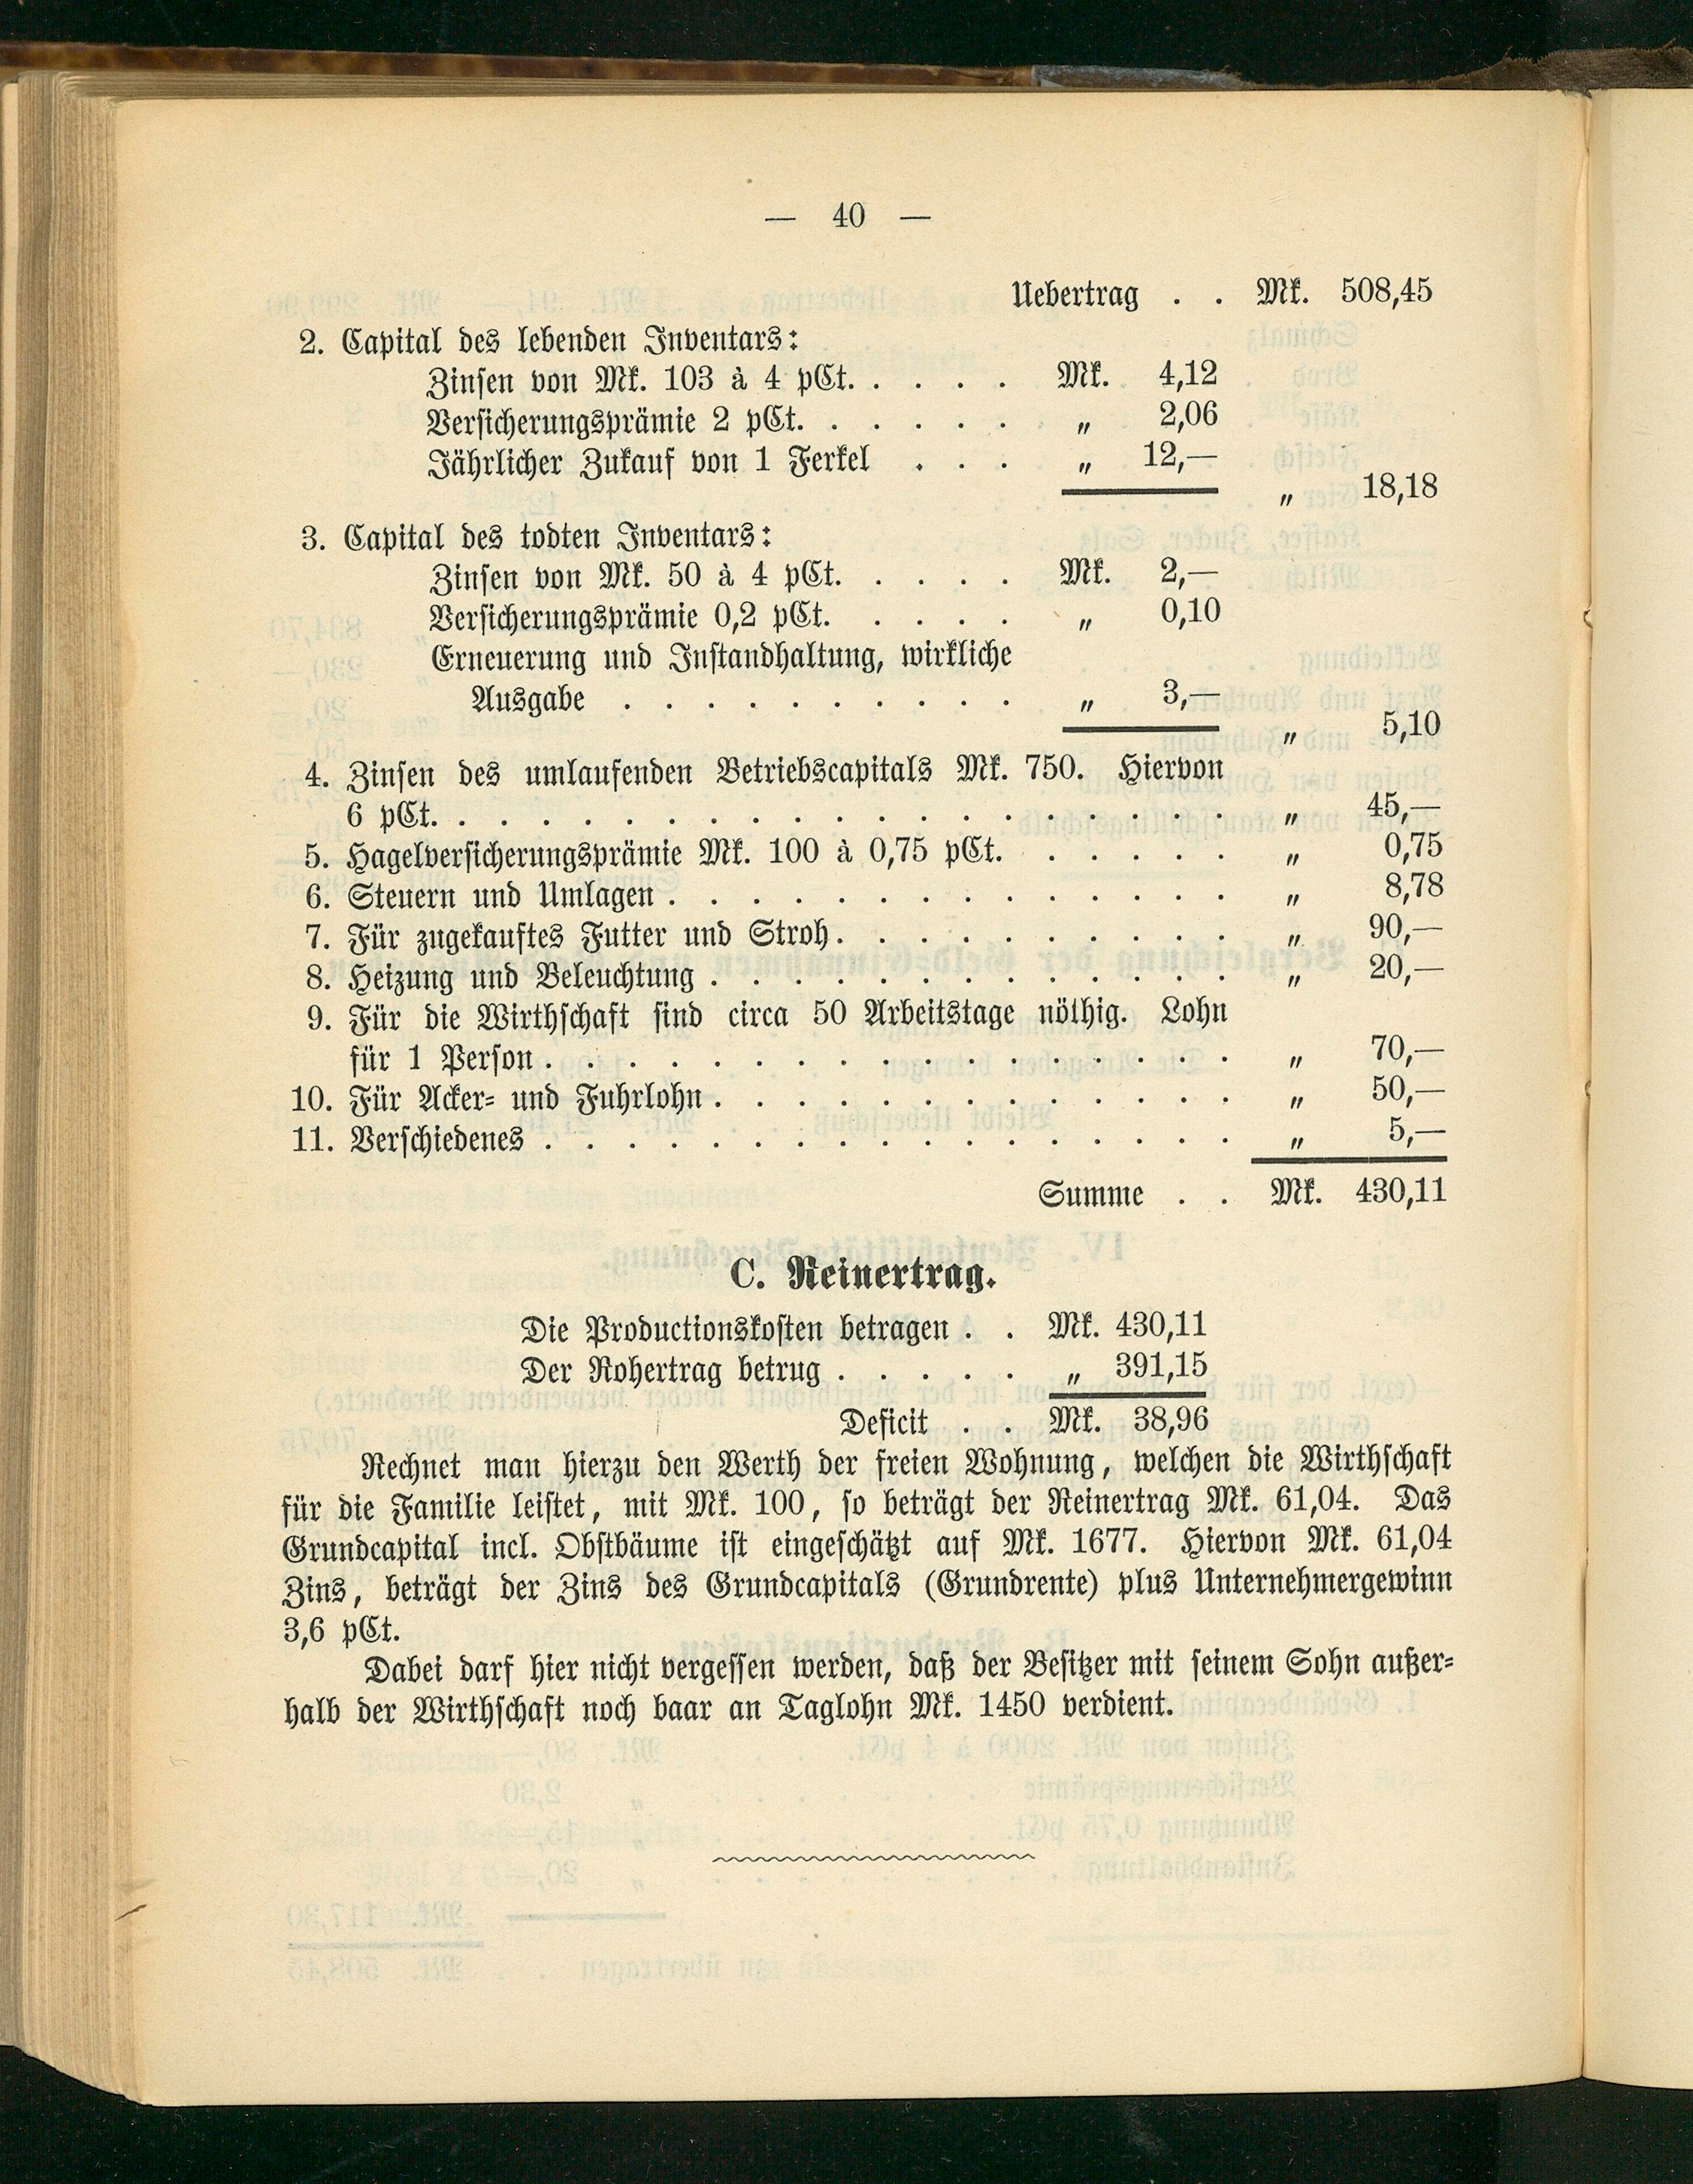 — 40 —
Uebertrag . . Mk. 508,45
2. Capital des lebenden Inventars:
Zinsen von Mk. 103 à 4 pCt. . . . . Mk. 4,12
Versicherungsprämie 2 pCt. . . . . . . „ 2,06
Jährlicher Zukauf von 1 Ferkel . . . „ 12,—
„ 18,18
3. Capital des todten Inventars:
Zinsen von Mk. 50 à 4 pCt. . . . . Mk. 2,—
Versicherungsprämie 0,2 pCt. . . . . „ 0,10
Erneuerung und Instandhaltung, wirkliche
Ausgabe . . . . . . . . . . „ 3,—
„ 5,10
4. Zinsen des umlaufenden Betriebscapitals Mk. 750. Hiervon
6 pCt. . . . . . . . . . . . . . . . . . . . „ 45,—
5. Hagelversicherungsprämie Mk. 100 à 0,75 pCt. . . . . . „ 0,75
6. Steuern und Umlagen . . . . . . . . . . . . . . „ 8,78
7. Für zugekauftes Futter und Stroh . . . . . . . . . . „ 90,—
8. Heizung und Beleuchtung . . . . . . . . . . . . . „ 20,—
9. Für die Wirthschaft sind circa 50 Arbeitstage nöthig. Lohn
für 1 Person . . . . . . . . . . . . . . . . . „ 70,—
10. Für Acker- und Fuhrlohn . . . . . . . . . . . . . „ 50,—
11. Verschiedenes . . . . . . . . . . . . . . . . . „ 5,—
Summe . . Mk. 430,11
C. Reinertrag.
Die Productionskosten betragen . . Mk. 430,11
Der Rohertrag betrug . . . . . „ 391,15
Deficit . . Mk. 38,96
Rechnet man hierzu den Werth der freien Wohnung, welchen die Wirthschaft
für die Familie leistet, mit Mk. 100, so beträgt der Reinertrag Mk. 61,04. Das
Grundcapital incl. Obstbäume ist eingeschätzt auf Mk. 1677. Hiervon Mk. 61,04
Zins, beträgt der Zins des Grundcapitals (Grundrente) plus Unternehmergewinn
3,6 pCt.
Dabei darf hier nicht vergessen werden, daß der Besitzer mit seinem Sohn außer-
halb der Wirthschaft noch baar an Taglohn Mk. 1450 verdient.